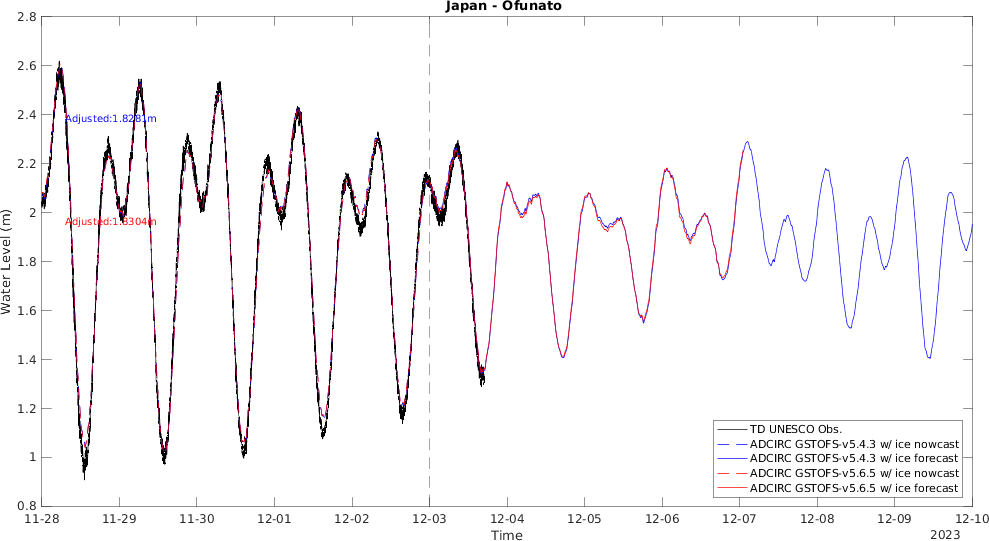 Japan - Ofunato
2.8
2.6
2.4
2.2
2
1.8
1.6
1.4
1.2
1
0.8
Water Level (m)
Adjusted:1.8281m
Adjusted:1.8304m
TD UNESCO Obs.
ADCIRC GSTOFS-v5.4.3 w/ ice nowcast
ADCIRC GSTOFS-v5.4.3 w/ ice forecast
ADCIRC GSTOFS-v5.6.5 w/ ice nowcast
ADCIRC GSTOFS-v5.6.5 w/ ice forecast
11-28 11-29 11-30 12-01 12-02 12-03 12-04 12-05 12-06 12-07 12-08 12-09 12-10
Time
2023